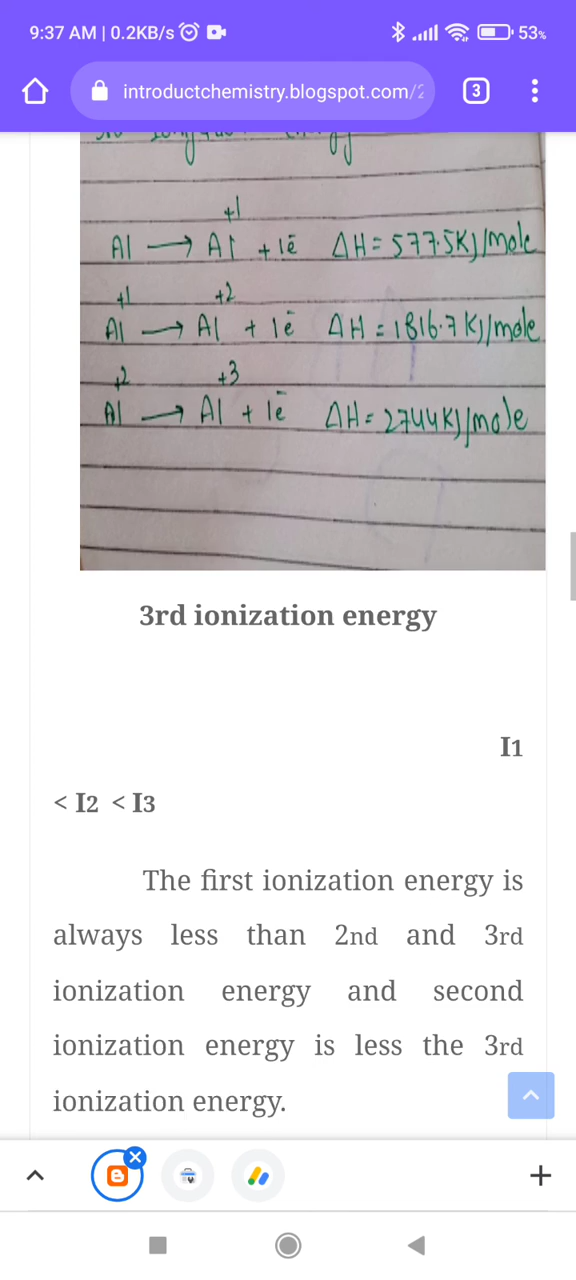 9:37 AM | 0.2KB/s
53%
introductchemistry.blogspot.com/2
3
+1
Al → Al + 1ē ΔH = 577.5KJ/mole
+1 +2
Al → Al + 1ē ΔH = 1816.7 KJ/mole
+2 +3
Al → Al + 1ē ΔH = 2744KJ/mole
3rd ionization energy
I1
< I2 < I3
The first ionization energy is
always less than 2nd and 3rd
ionization energy and second
ionization energy is less the 3rd
ionization energy.